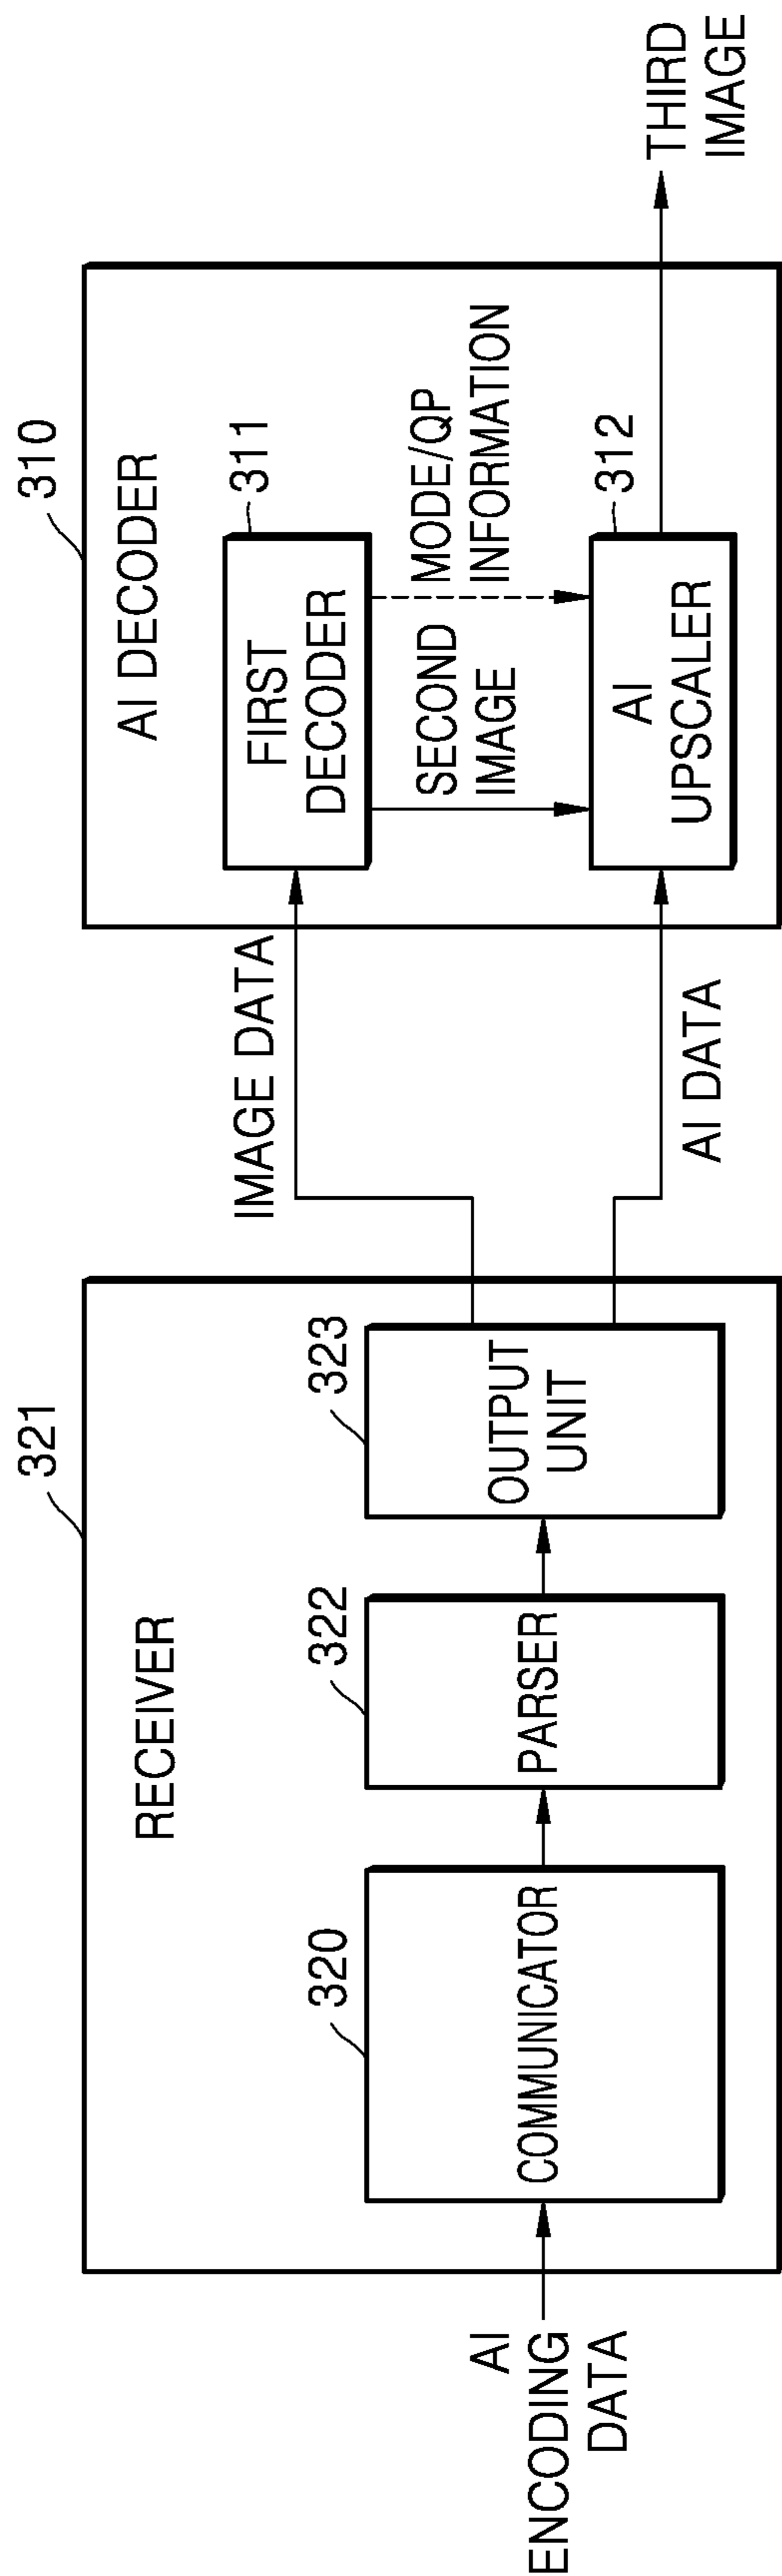 AI
ENCODING
DATA
321
RECEIVER
320
COMMUNICATOR
322
PARSER
323
OUTPUT
UNIT
IMAGE DATA
AI DATA
310
AI DECODER
311
FIRST
DECODER
SECOND
IMAGE
MODE/QP
INFORMATION
312
AI
UPSCALER
THIRD
IMAGE